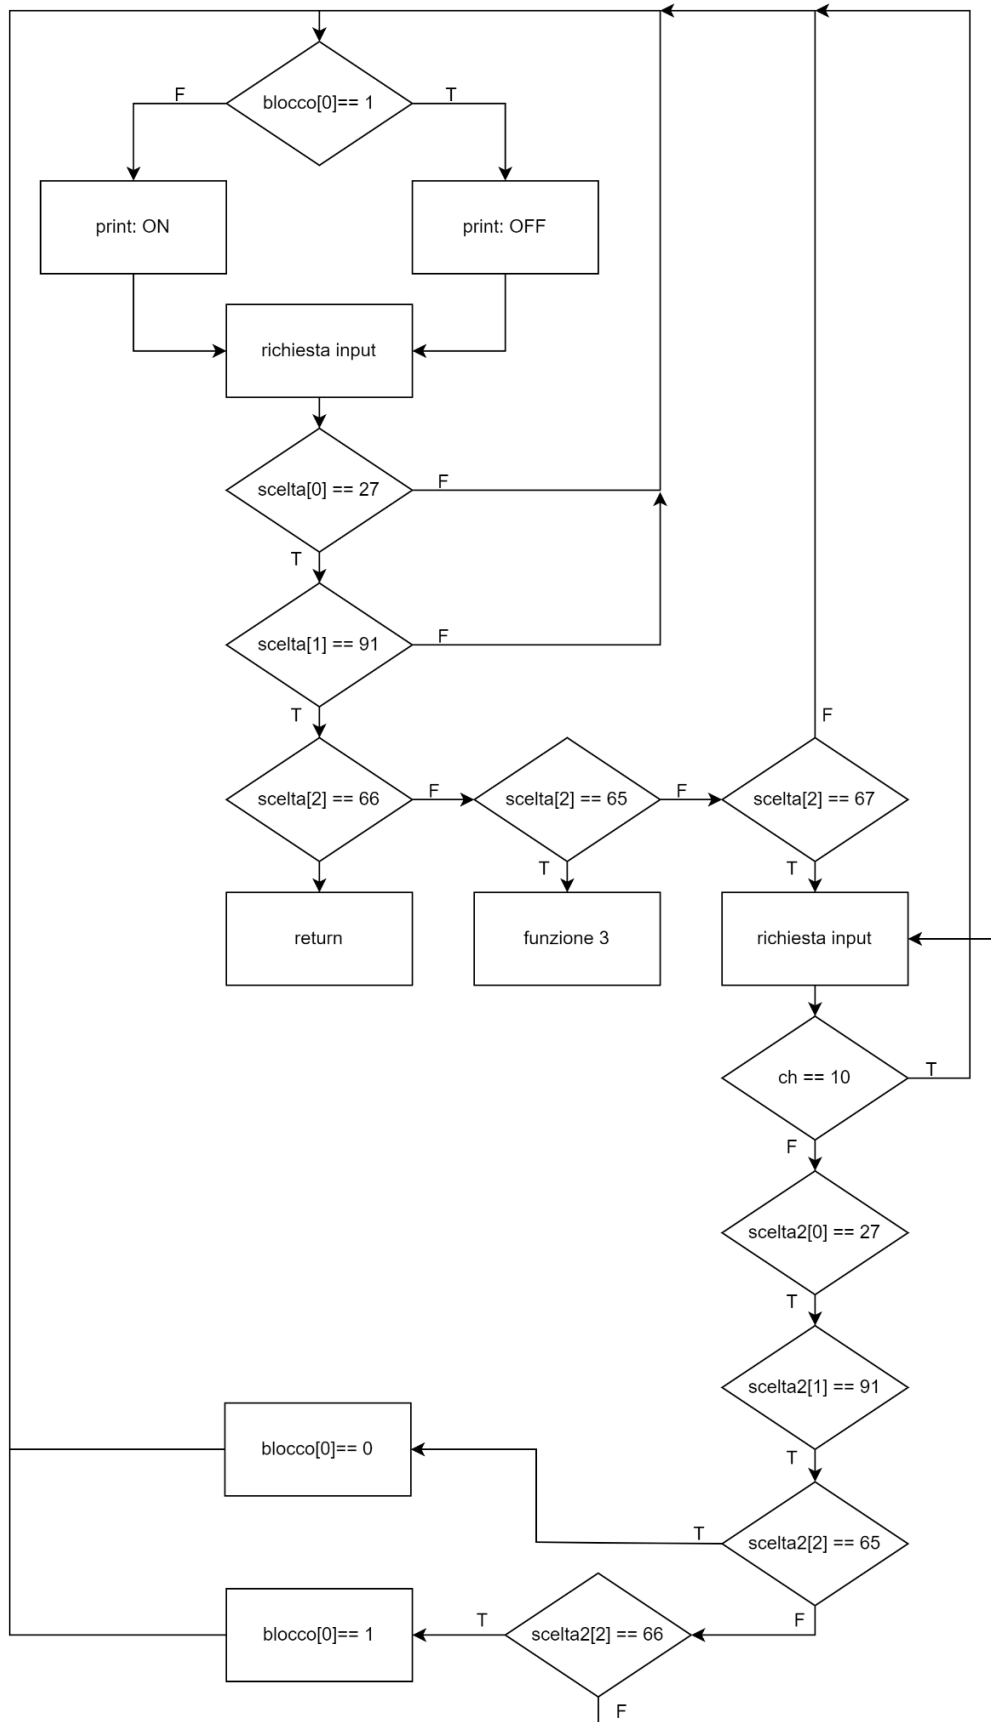 blocco[0]== 1
F
T
print: ON
print: OFF
richiesta input
scelta[0] == 27
F
T
scelta[1] == 91
F
T
scelta[2] == 66
F
scelta[2] == 65
F
scelta[2] == 67
F
T
T
return
funzione 3
richiesta input
ch == 10
T
F
scelta2[0] == 27
T
scelta2[1] == 91
T
blocco[0]== 0
T
scelta2[2] == 65
F
blocco[0]== 1
T
scelta2[2] == 66
F